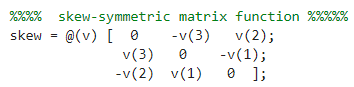 %%%% skew-symmetric matrix function %%%%%
skew = @(v) [ 0 -v(3) v(2);
v(3) 0 -v(1);
-v(2) v(1) 0 ];